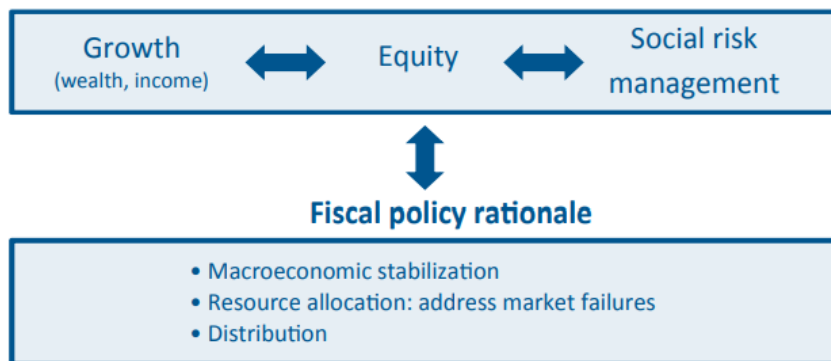 Growth
(wealth, income)
Equity
Social risk
management
Fiscal policy rationale
• Macroeconomic stabilization
• Resource allocation: address market failures
• Distribution